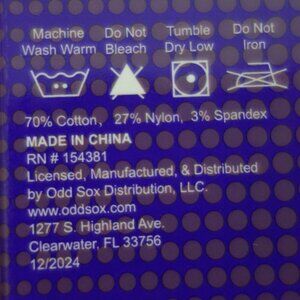 Machine Wash Warm
Do Not Bleach
Tumble Dry Low
Do Not Iron
70% Cotton, 27% Nylon, 3% Spandex
MADE IN CHINA
RN # 154381
Licensed, Manufactured, & Distributed
by Odd Sox Distribution, LLC.
www.oddsox.com
1277 S. Highland Ave.
Clearwater, FL 33756
12/2024